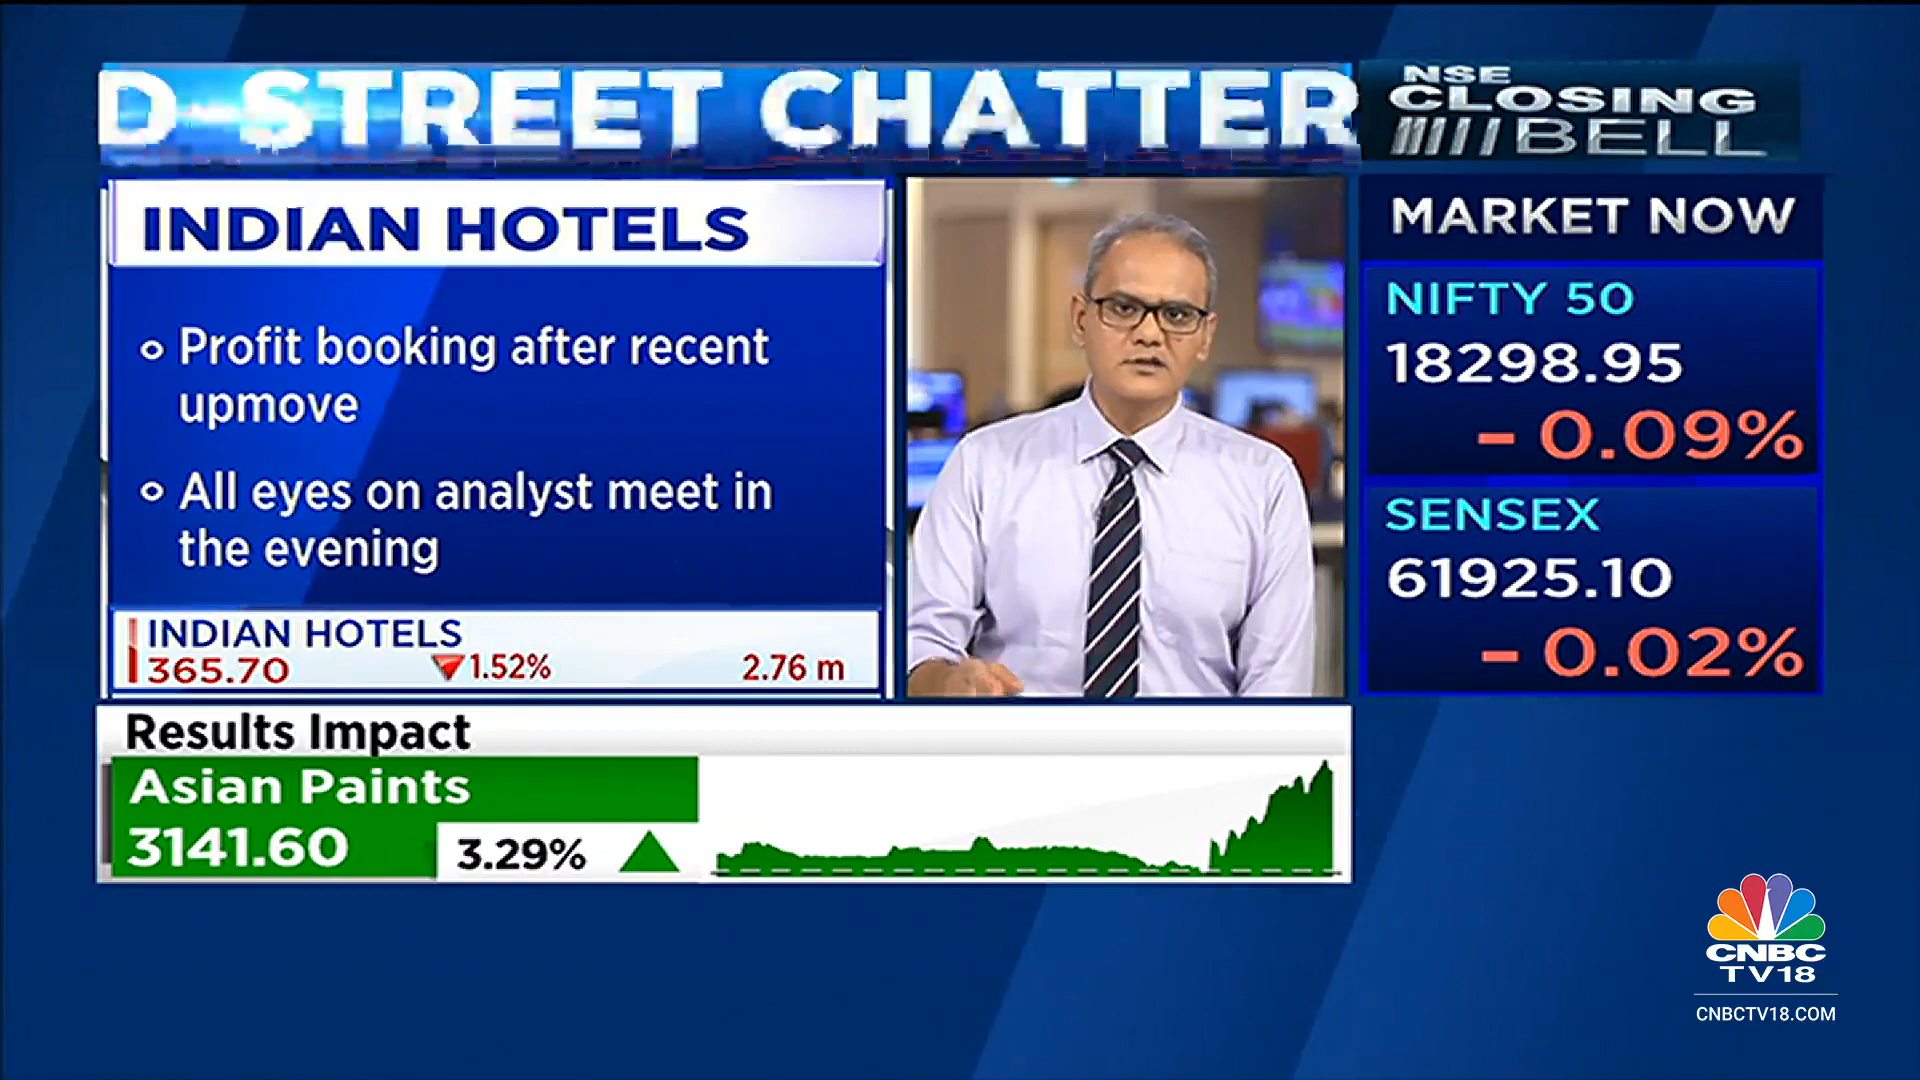 D STREET CHATTER
NSE
CLOSING
BELL
INDIAN HOTELS
o Profit booking after recent
upmove
o All eyes on analyst meet in
the evening
INDIAN HOTELS
365.70 ▼1.52% 2.76 m
MARKET NOW
NIFTY 50
18298.95
- 0.09%
SENSEX
61925.10
- 0.02%
Results Impact
Asian Paints
3141.60
3.29% ▲
CNBC
TV18
CNBCTV18.COM